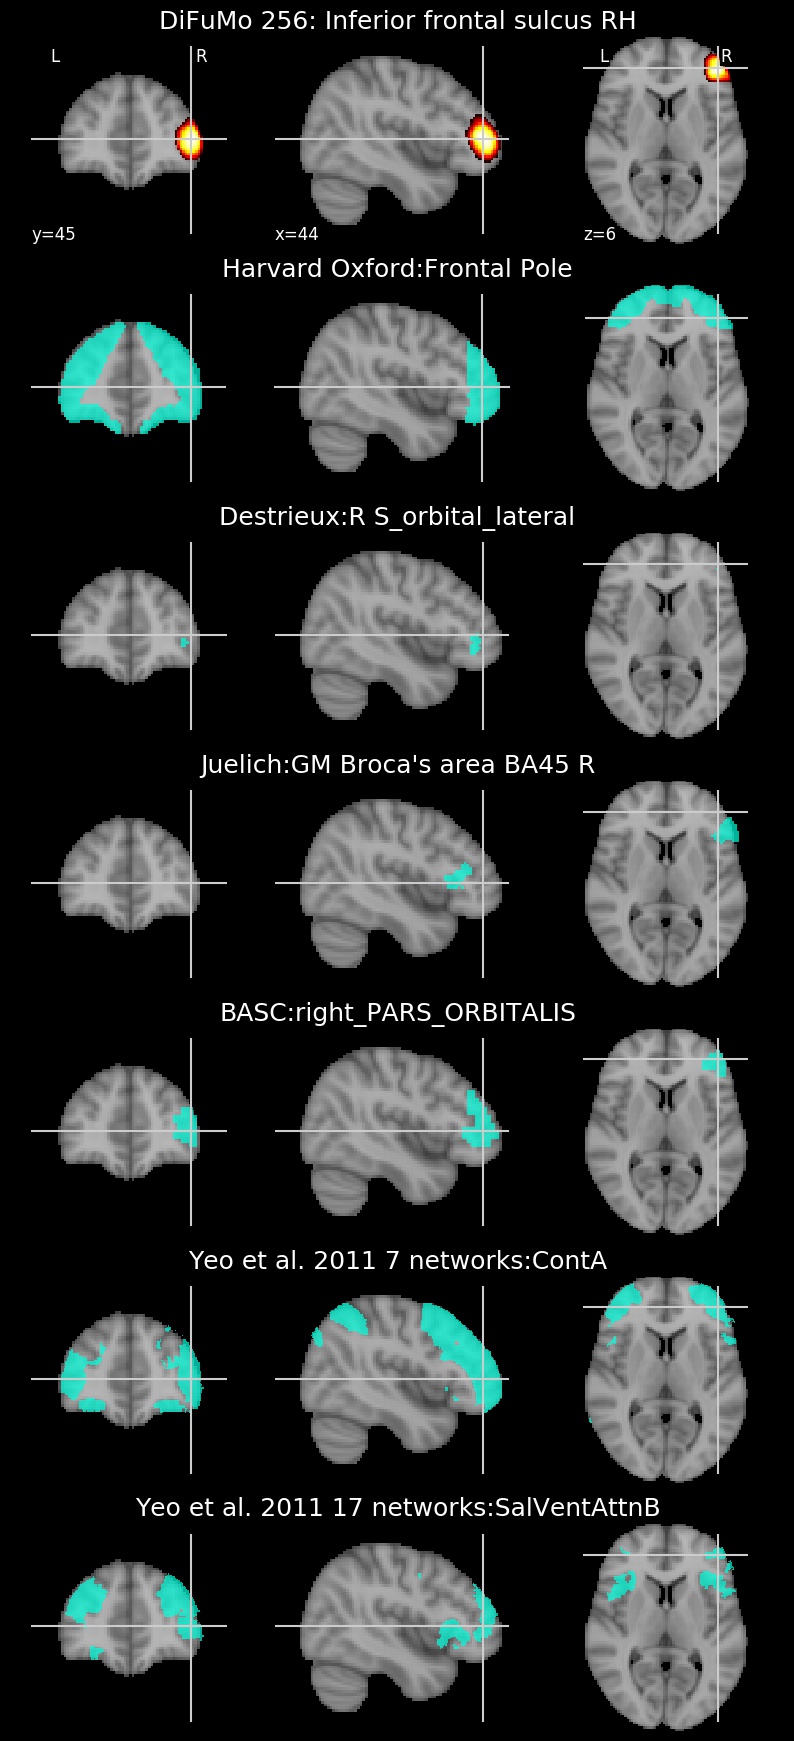 DiFuMo 256: Inferior frontal sulcus RH
L R L R
y=45 x=44 z=6
Harvard Oxford:Frontal Pole
Destrieux:R S_orbital_lateral
Juelich:GM Broca's area BA45 R
BASC:right_PARS_ORBITALIS
Yeo et al. 2011 7 networks:ContA
Yeo et al. 2011 17 networks:SalVentAttnB